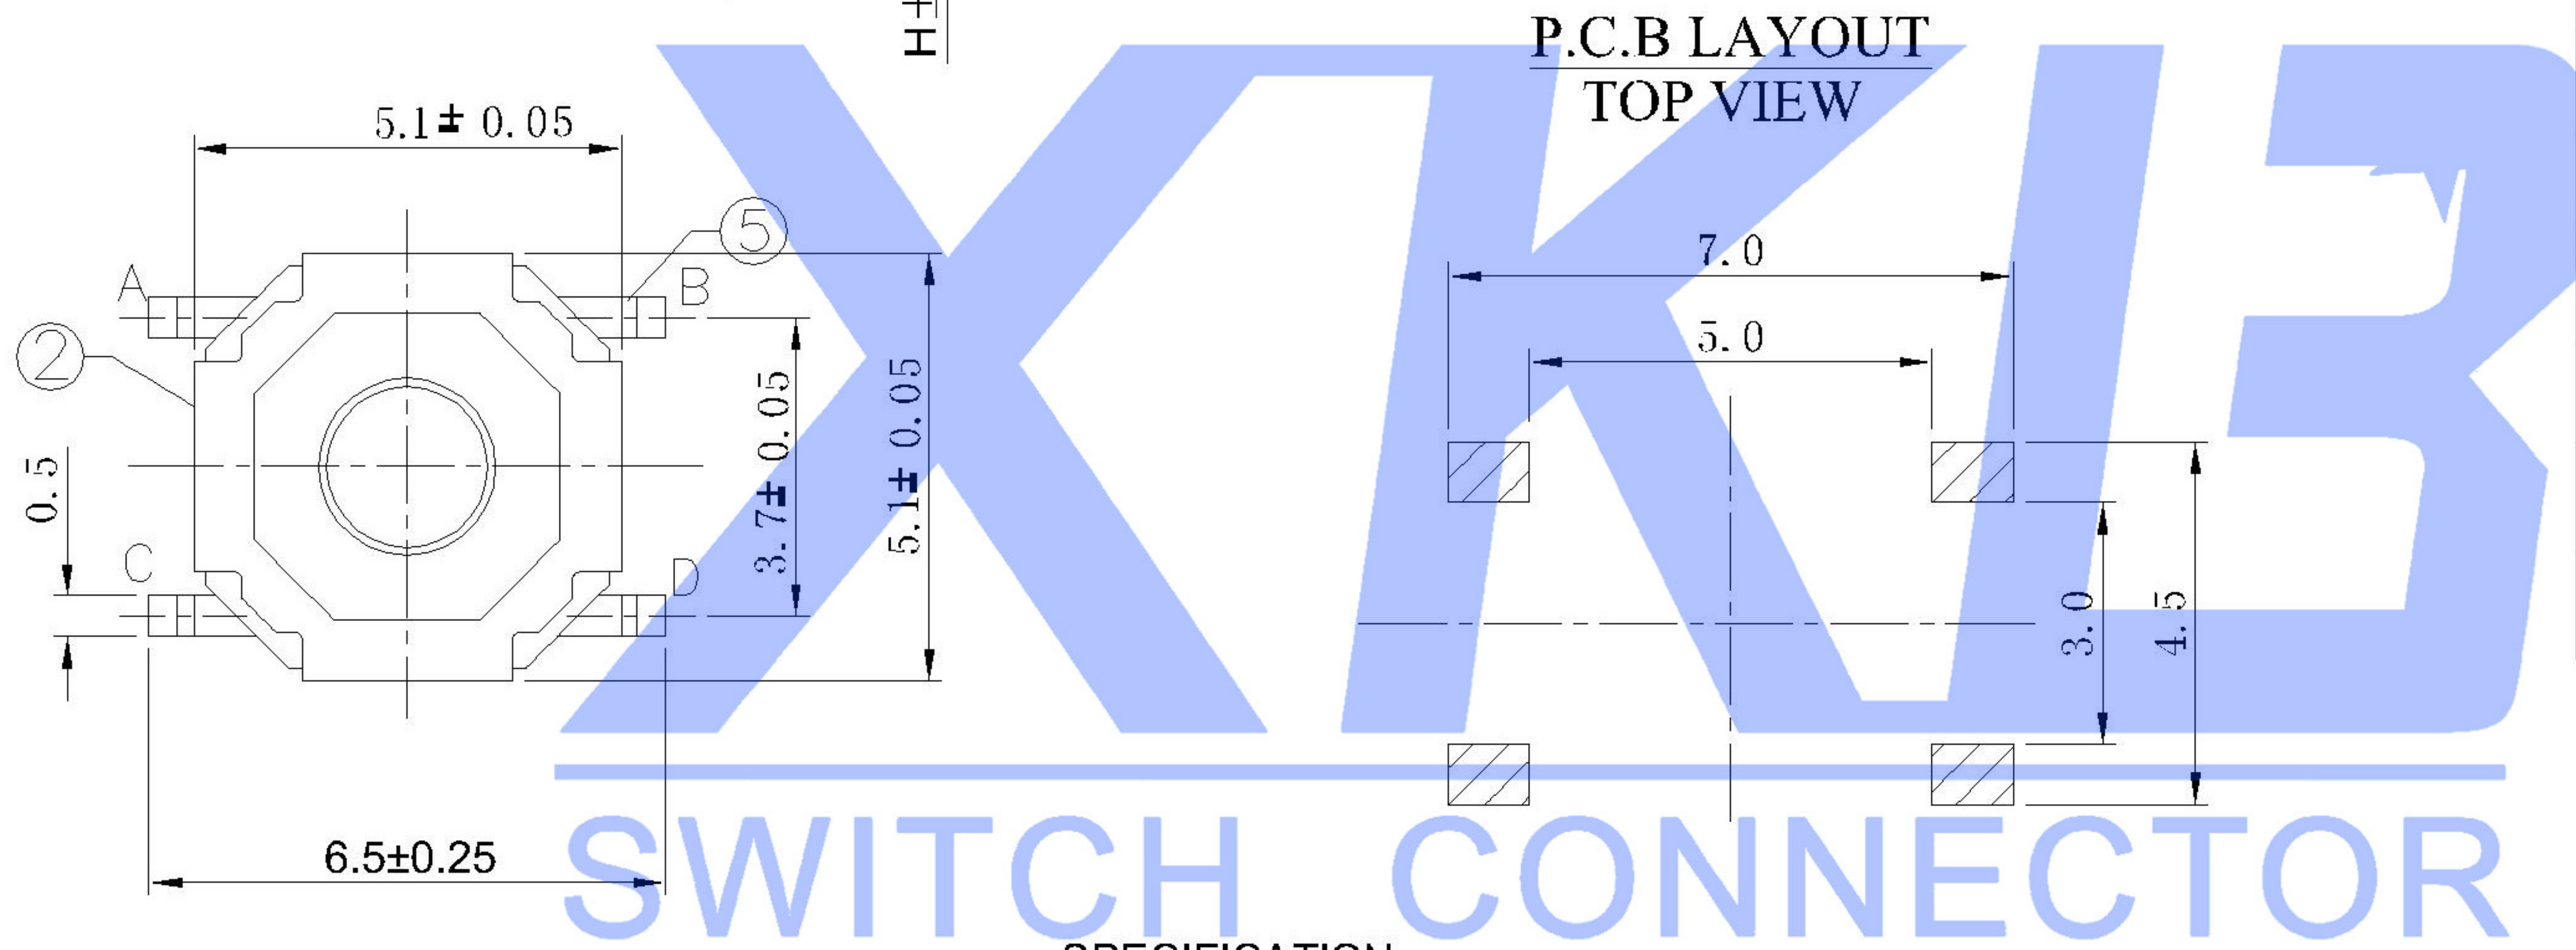 H±
P.C.B LAYOUT
TOP VIEW
5.1± 0.05
5
A
B
2
7.0
5.0
3.7± 0.05
5.1± 0.05
0.5
C
D
3.0
4.5
6.5±0.25
XKB
SWITCH CONNECTOR
SPECIFICATION